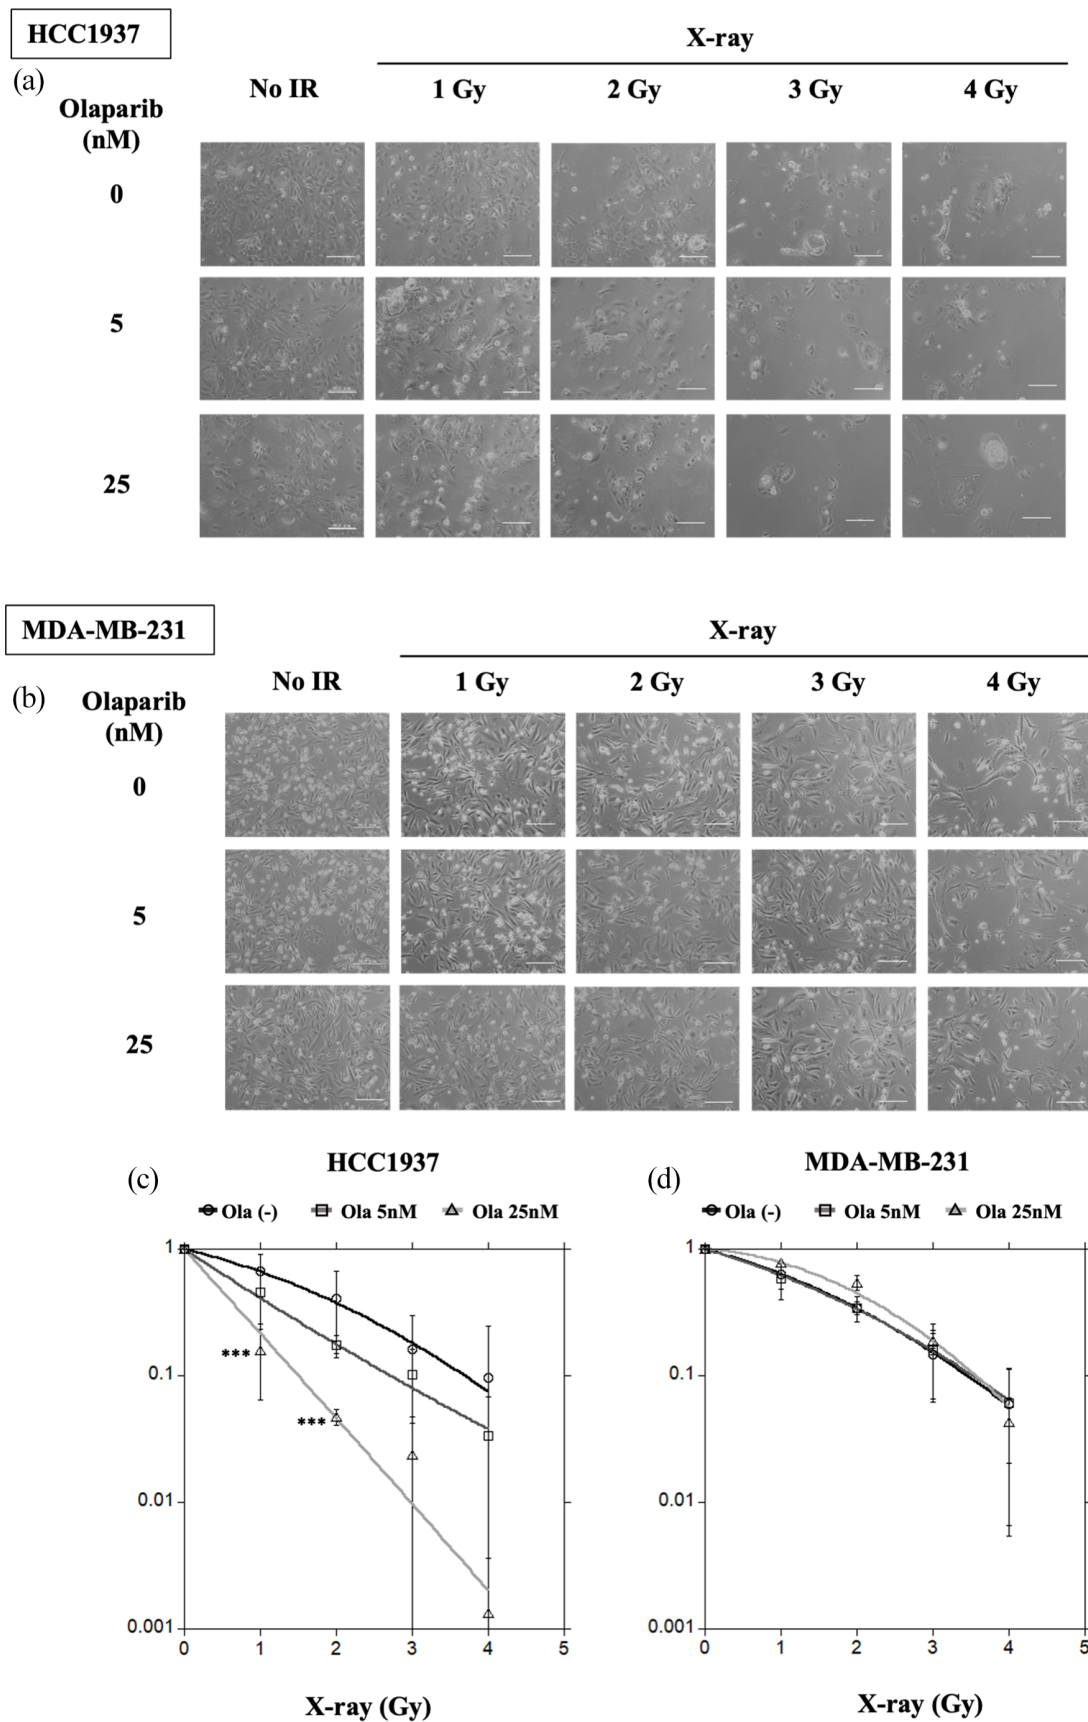 HCC1937
X-ray
(a)
No IR 1 Gy 2 Gy 3 Gy 4 Gy
Olaparib
(nM)
0
5
25
MDA-MB-231
X-ray
(b)
No IR 1 Gy 2 Gy 3 Gy 4 Gy
Olaparib
(nM)
0
5
25
(c) HCC1937
Ola (-) Ola 5nM Ola 25nM
1
0.1
0.01
0.001
***
***
0 1 2 3 4 5
X-ray (Gy)
(d) MDA-MB-231
Ola (-) Ola 5nM Ola 25nM
1
0.1
0.01
0.001
0 1 2 3 4 5
X-ray (Gy)